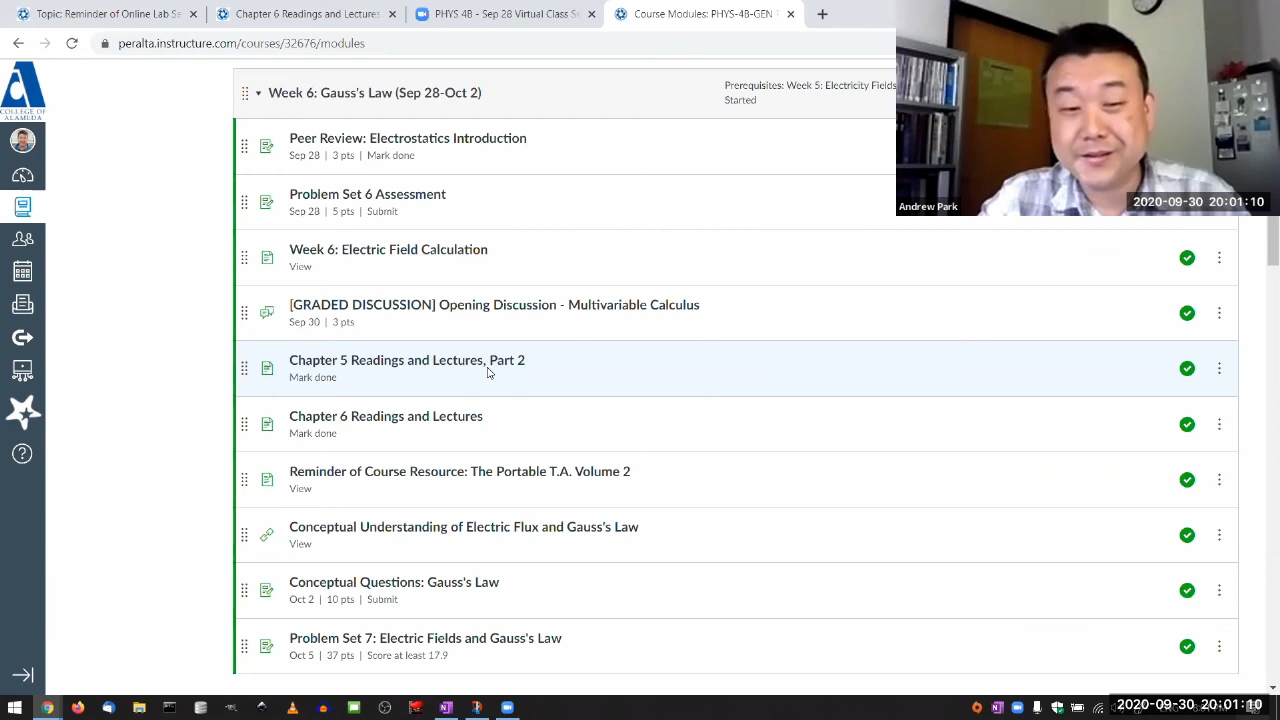 Topic: Reminder of Online Lab Se
Chapter 6 Readings and Lectures:
PHYS 4B - Sep 28 Virtual Class Se
Course Modules: PHYS-4B-GEN
peralta.instructure.com/courses/32676/modules
COLLEGE OF
ALAMEDA
Week 6: Gauss's Law (Sep 28-Oct 2)
Prerequisites: Week 5: Electricity Fields
Started
Peer Review: Electrostatics Introduction
Sep 28 | 3 pts | Mark done
Problem Set 6 Assessment
Sep 28 | 5 pts | Submit
Week 6: Electric Field Calculation
View
[GRADED DISCUSSION] Opening Discussion - Multivariable Calculus
Sep 30 | 3 pts
Chapter 5 Readings and Lectures, Part 2
Mark done
Chapter 6 Readings and Lectures
Mark done
Reminder of Course Resource: The Portable T.A. Volume 2
View
Conceptual Understanding of Electric Flux and Gauss's Law
View
Conceptual Questions: Gauss's Law
Oct 2 | 10 pts | Submit
Problem Set 7: Electric Fields and Gauss's Law
Oct 5 | 37 pts | Score at least 17.9
Andrew Park
2020-09-30 20:01:10
2020-09-30 20:01:10